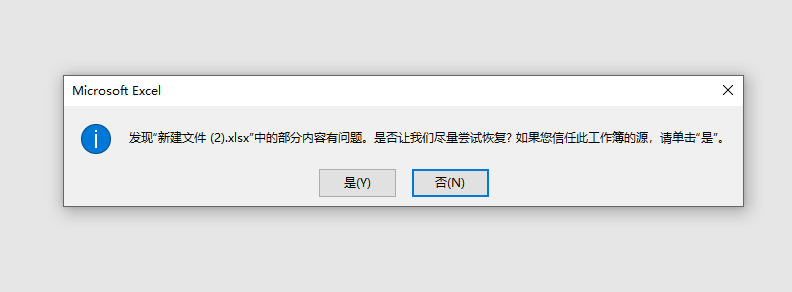 Microsoft Excel
发现“新建文件 (2).xlsx”中的部分内容有问题。是否让我们尽量尝试恢复? 如果您信任此工作簿的源，请单击“是”。
是(Y)
否(N)